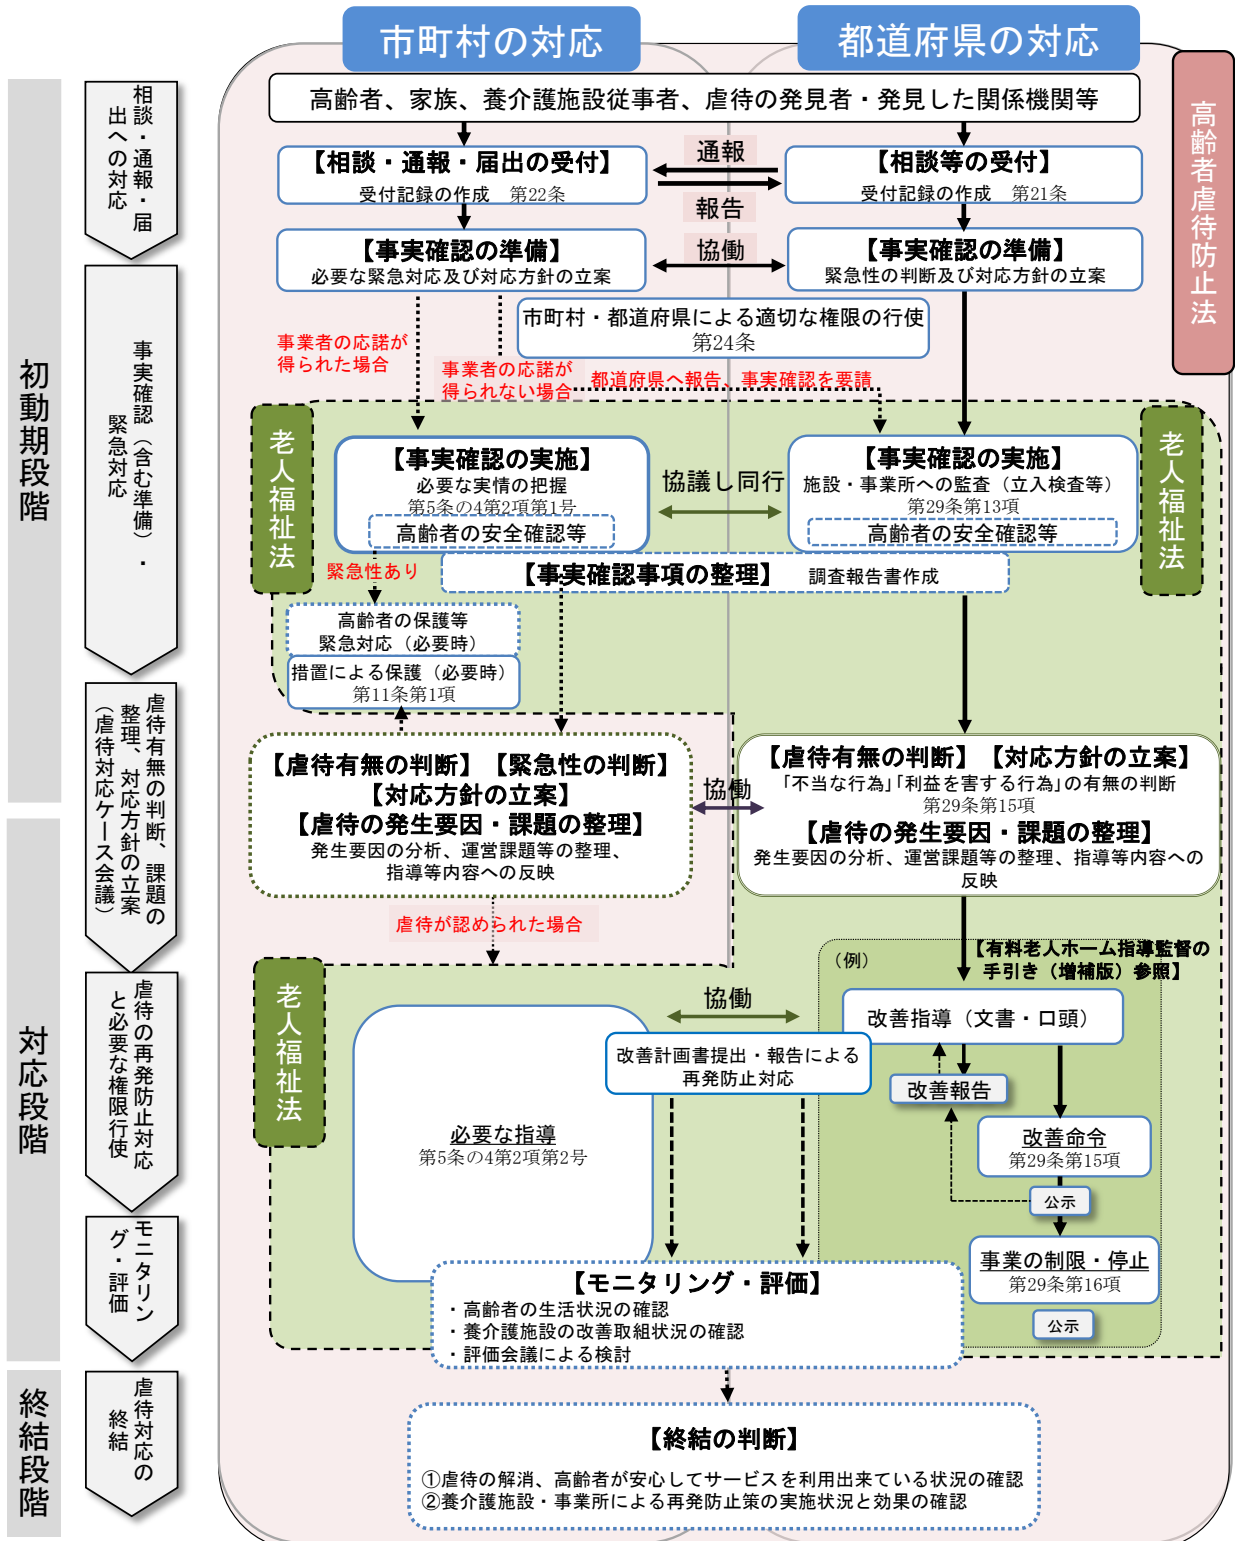 市町村の対応
都道府県の対応
高齢者虐待防止法
初動期段階
対応段階
終結段階
相談・通報・届
出への対応
事実確認（含む準備）・
緊急対応
虐待有無の判断、課題の
整理、対応方針の立案
（虐待対応ケース会議）
虐待の再発防止対応
と必要な権限行使
モニタリン
グ・評価
虐待対応の
終結
高齢者、家族、養介護施設従事者、虐待の発見者・発見した関係機関等
【相談・通報・届出の受付】
受付記録の作成　第22条
通報
報告
【相談等の受付】
受付記録の作成　第21条
【事実確認の準備】
必要な緊急対応及び対応方針の立案
協働
【事実確認の準備】
緊急性の判断及び対応方針の立案
市町村・都道府県による適切な権限の行使
第24条
事業者の応諾が
得られた場合
事業者の応諾が
得られない場合
都道府県へ報告、事実確認を要請
老人福祉法
老人福祉法
【事実確認の実施】
必要な実情の把握
第5条の4第2項第1号
高齢者の安全確認等
協議し同行
【事実確認の実施】
施設・事業所への監査（立入検査等）
第29条第13項
高齢者の安全確認等
緊急性あり
【事実確認事項の整理】　調査報告書作成
高齢者の保護等
緊急対応（必要時）
措置による保護（必要時）
第11条第1項
【虐待有無の判断】【緊急性の判断】
【対応方針の立案】
【虐待の発生要因・課題の整理】
発生要因の分析、運営課題等の整理、
指導等内容への反映
協働
【虐待有無の判断】【対応方針の立案】
「不当な行為」「利益を害する行為」の有無の判断
第29条第15項
【虐待の発生要因・課題の整理】
発生要因の分析、運営課題等の整理、指導等内容への
反映
虐待が認められた場合
老人福祉法
（例）
【有料老人ホーム指導監督の
手引き（増補版）参照】
協働
改善指導（文書・口頭）
改善計画書提出・報告による
再発防止対応
改善報告
必要な指導
第5条の4第2項第2号
改善命令
第29条第15項
公示
事業の制限・停止
第29条第16項
公示
【モニタリング・評価】
・高齢者の生活状況の確認
・養介護施設の改善取組状況の確認
・評価会議による検討
【終結の判断】
①虐待の解消、高齢者が安心してサービスを利用出来ている状況の確認
②養介護施設・事業所による再発防止策の実施状況と効果の確認